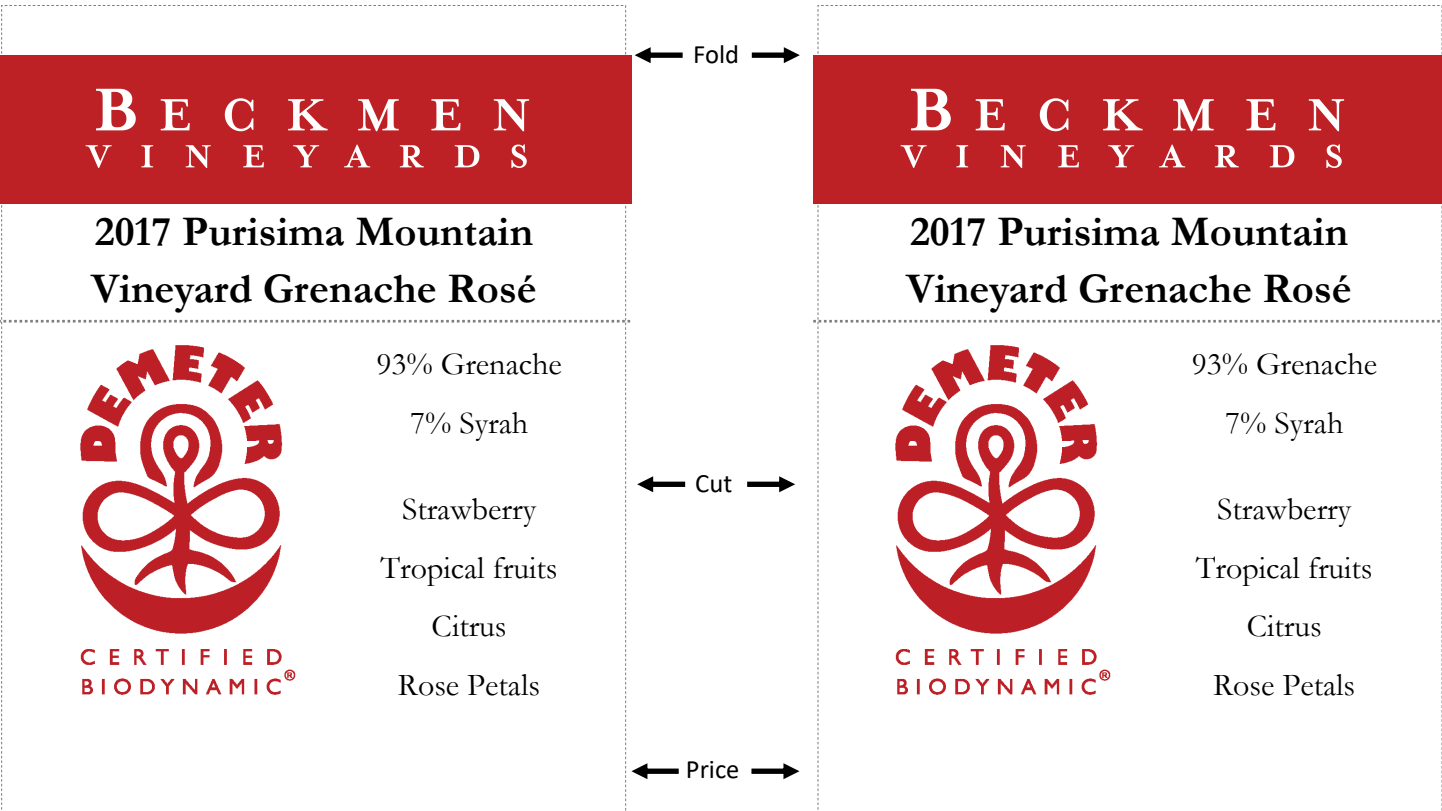 Fold
BECKMEN
VINEYARDS
2017 Purisima Mountain
Vineyard Grenache Rosé
DEMETER
93% Grenache
7% Syrah
Strawberry
Tropical fruits
Citrus
Rose Petals
CERTIFIED
BIODYNAMIC®
Cut
Price
BECKMEN
VINEYARDS
2017 Purisima Mountain
Vineyard Grenache Rosé
DEMETER
93% Grenache
7% Syrah
Strawberry
Tropical fruits
Citrus
Rose Petals
CERTIFIED
BIODYNAMIC®